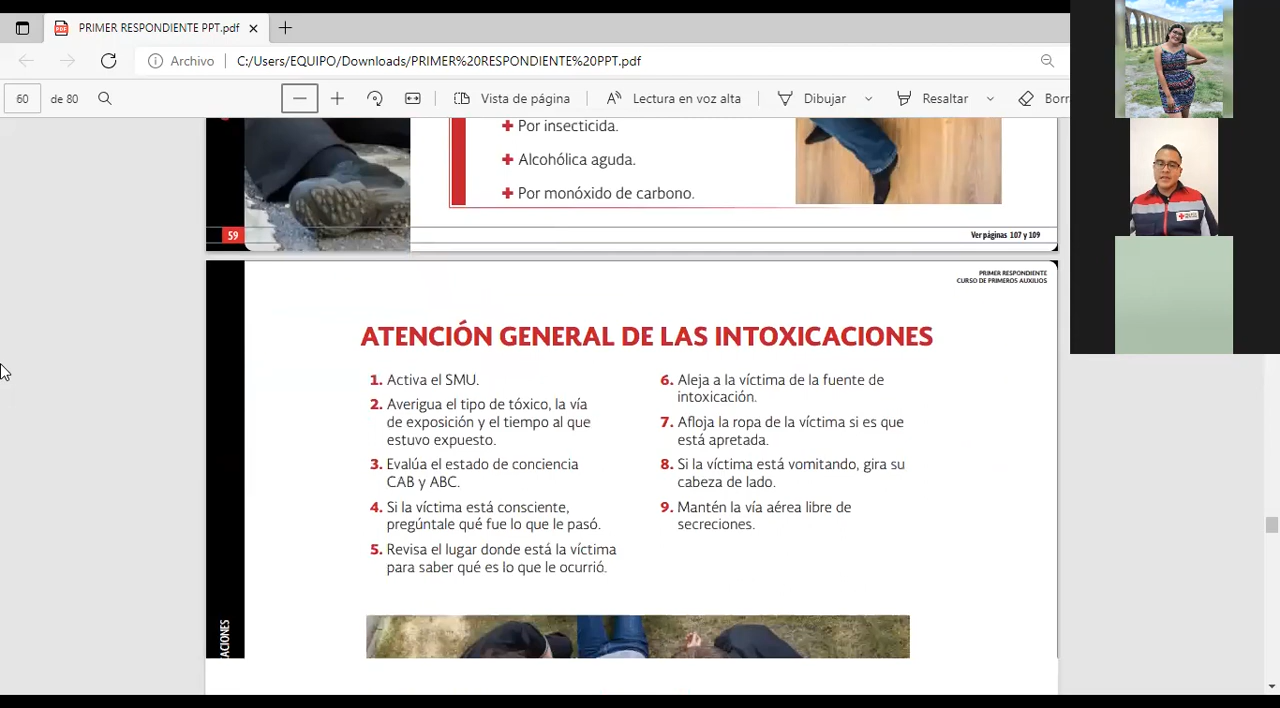 PRIMER RESPONDIENTE PPT.pdf
Archivo
C:/Users/EQUIPO/Downloads/PRIMER%20RESPONDIENTE%20PPT.pdf
60 de 80
Vista de página
Lectura en voz alta
Dibujar
Resaltar
Borr
Por insecticida.
Alcohólica aguda.
Por monóxido de carbono.
59
Ver páginas 107 y 109
PRIMER RESPONDIENTE
CURSO DE PRIMEROS AUXILIOS
ATENCIÓN GENERAL DE LAS INTOXICACIONES
1. Activa el SMU.
2. Averigua el tipo de tóxico, la vía
de exposición y el tiempo al que
estuvo expuesto.
3. Evalúa el estado de conciencia
CAB y ABC.
4. Si la víctima está consciente,
pregúntale qué fue lo que le pasó.
5. Revisa el lugar donde está la víctima
para saber qué es lo que le ocurrió.
6. Aleja a la víctima de la fuente de
intoxicación.
7. Afloja la ropa de la víctima si es que
está apretada.
8. Si la víctima está vomitando, gira su
cabeza de lado.
9. Mantén la vía aérea libre de
secreciones.
ACIONES